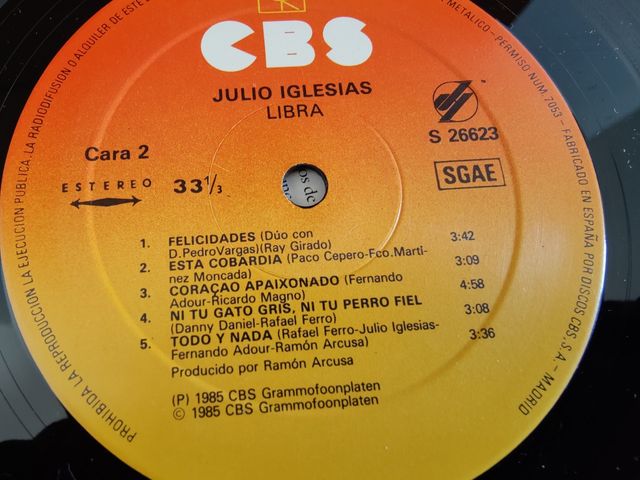 CBS
JULIO IGLESIAS
LIBRA
Cara 2
ESTEREO
33 1/3
S 26623
SGAE
os de
1. FELICIDADES (Dúo con
D.PedroVargas)(Ray Girado) 3:42
2. ESTA COBARDIA (Paco Cepero-Fco.Martí-
nez Moncada) 3:09
3. CORAÇAO APAIXONADO (Fernando
Adour-Ricardo Magno) 4:58
4. NI TU GATO GRIS, NI TU PERRO FIEL
(Danny Daniel-Rafael Ferro) 3:08
5. TODO Y NADA (Rafael Ferro-Julio Iglesias-
Fernando Adour-Ramón Arcusa) 3:36
Producido por Ramón Arcusa
(P) 1985 CBS Grammofoonplaten
© 1985 CBS Grammofoonplaten
PROHIBIDA LA REPRODUCCION, LA EJECUCION PUBLICA, LA RADIODIFUSION O ALQUILER DE ESTE
METALICO - PERMISO NUM. 7053 - FABRICADO EN ESPAÑA POR DISCOS CBS, S.A. - MADRID